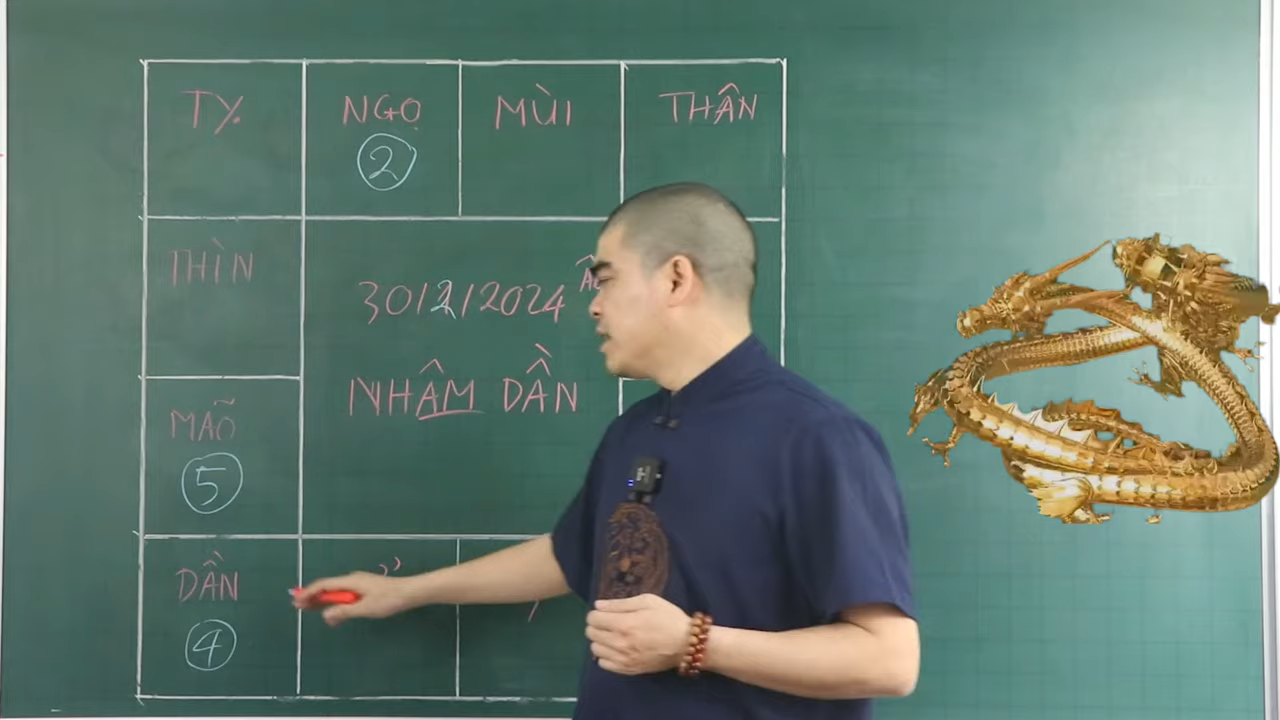 TỴ
NGỌ
MÙI
THÂN
2
THÌN
30/2/2024
NHÂM DẦN
MÃO
5
DẦN
4
H